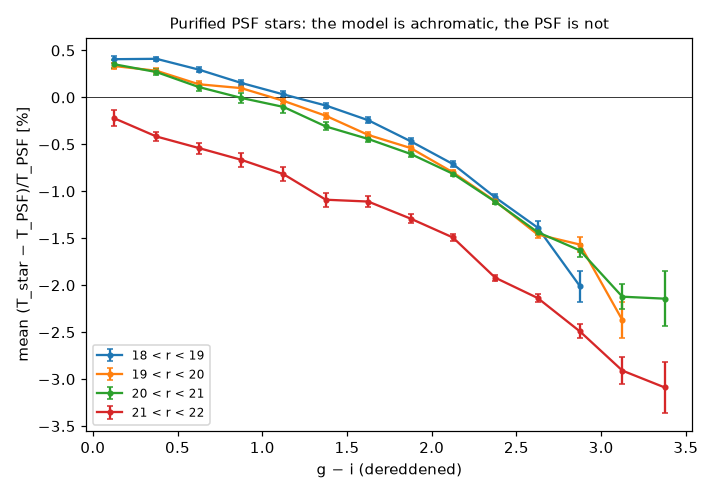 Purified PSF stars: the model is achromatic, the PSF is not
mean (T_star − T_PSF)/T_PSF [%]
0.5
0.0
−0.5
−1.0
−1.5
−2.0
−2.5
−3.0
−3.5
18 < r < 19
19 < r < 20
20 < r < 21
21 < r < 22
0.0 0.5 1.0 1.5 2.0 2.5 3.0 3.5
g − i (dereddened)